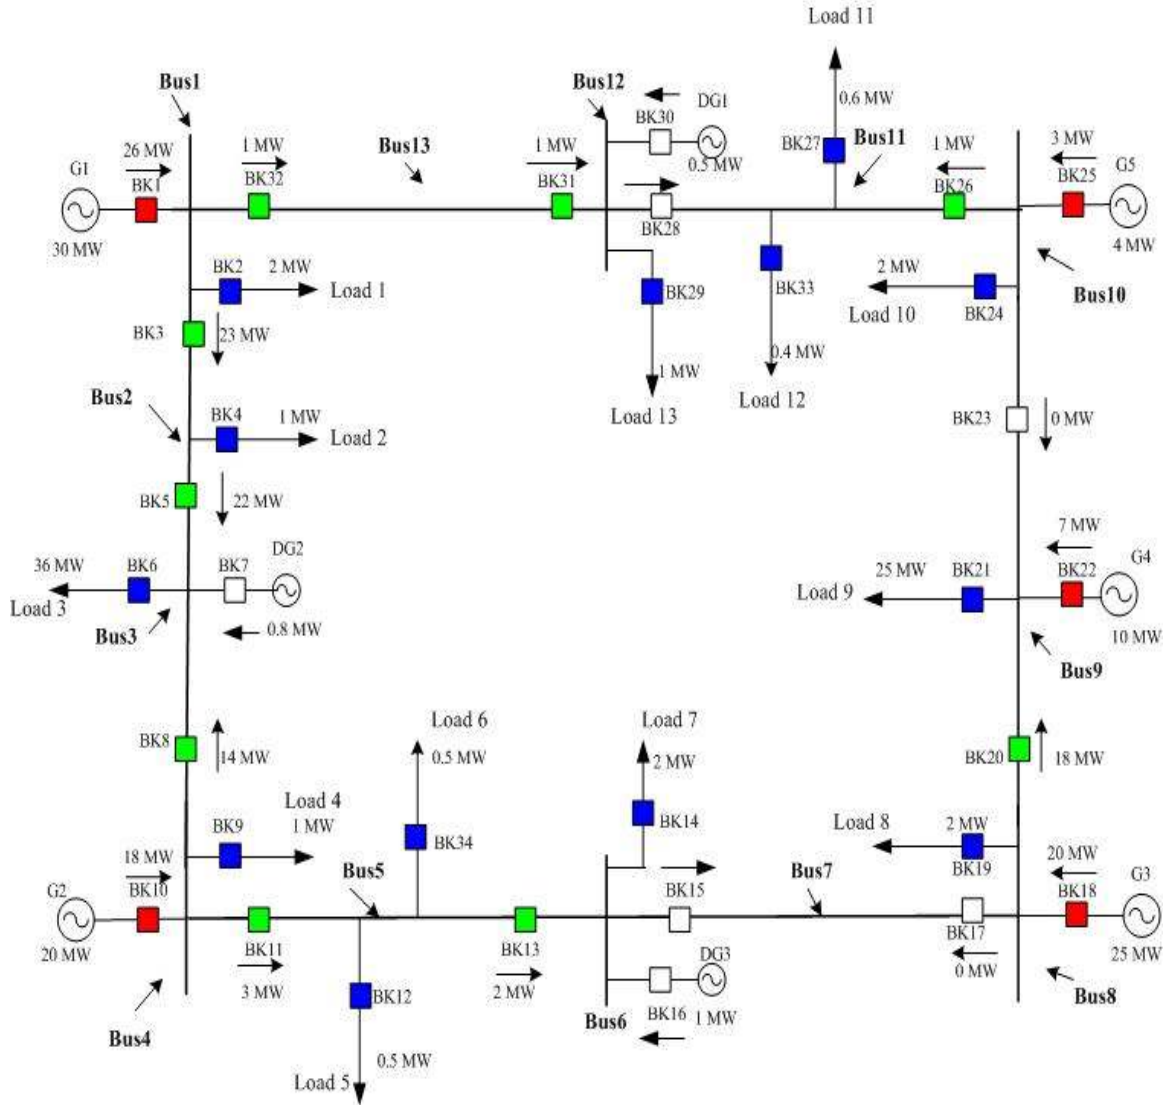 Load 11
Bus1
Bus12
DG1
BK30
0.6 MW
26 MW
1 MW
Bus13
1 MW
BK27
0.5 MW
Bus11
1 MW
3 MW
G1
BK1
BK32
BK31
BK28
BK26
BK25
G5
30 MW
4 MW
BK2
2 MW
Load 1
BK29
BK33
2 MW
Load 10
BK24
Bus10
BK3
23 MW
1 MW
0.4 MW
Load 13
Load 12
Bus2
BK4
1 MW
Load 2
BK23
0 MW
BK5
22 MW
DG2
7 MW
36 MW
BK6
BK7
25 MW
BK21
BK22
G4
Load 3
Load 9
Bus3
0.8 MW
10 MW
Bus9
Load 6
Load 7
BK8
14 MW
0.5 MW
2 MW
BK20
18 MW
Load 4
BK9
1 MW
BK34
BK14
Load 8
2 MW
BK19
18 MW
Bus5
Bus7
20 MW
G2
BK10
BK15
BK18
G3
20 MW
BK11
BK13
BK17
25 MW
3 MW
2 MW
DG3
0 MW
BK12
Bus8
Bus4
Bus6
BK16
1 MW
0.5 MW
Load 5